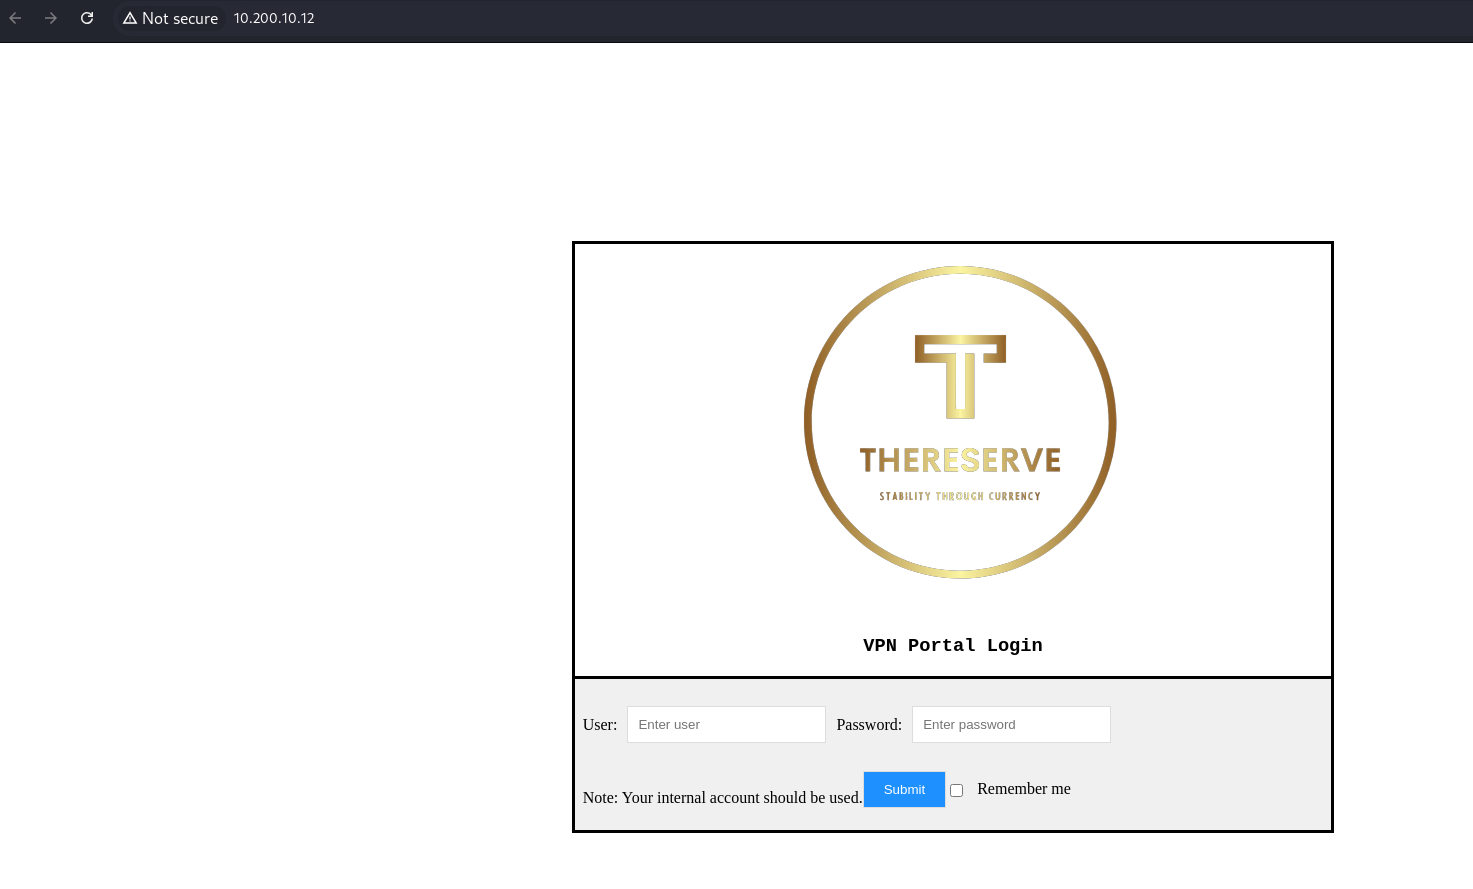 Not secure 10.200.10.12
T
THERESERVE
STABILITY THROUGH CURRENCY
VPN Portal Login
User: Enter user Password: Enter password
Note: Your internal account should be used. Submit Remember me